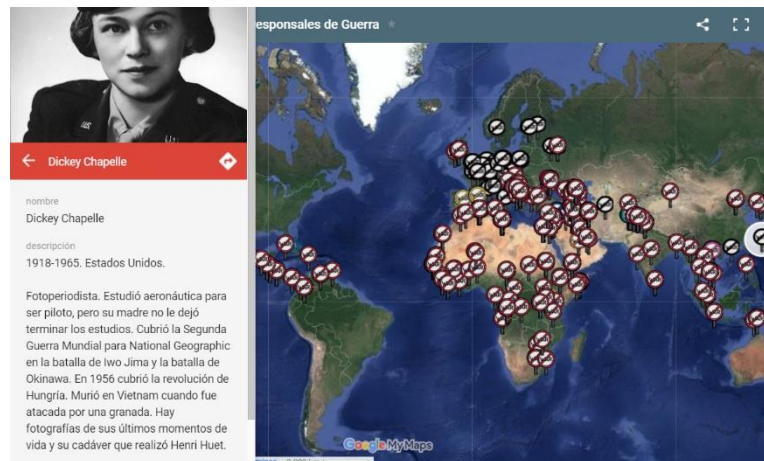 esponsales de Guerra
Dickey Chapelle
nombre
Dickey Chapelle
descripción
1918-1965. Estados Unidos.
Fotoperiodista. Estudió aeronáutica para
ser piloto, pero su madre no le dejó
terminar los estudios. Cubrió la Segunda
Guerra Mundial para National Geographic
en la batalla de Iwo Jima y la batalla de
Okinawa. En 1956 cubrió la revolución de
Hungría. Murió en Vietnam cuando fue
atacada por una granada. Hay
fotografías de sus últimos momentos de
vida y su cadáver que realizó Henri Huet.
Google My Maps